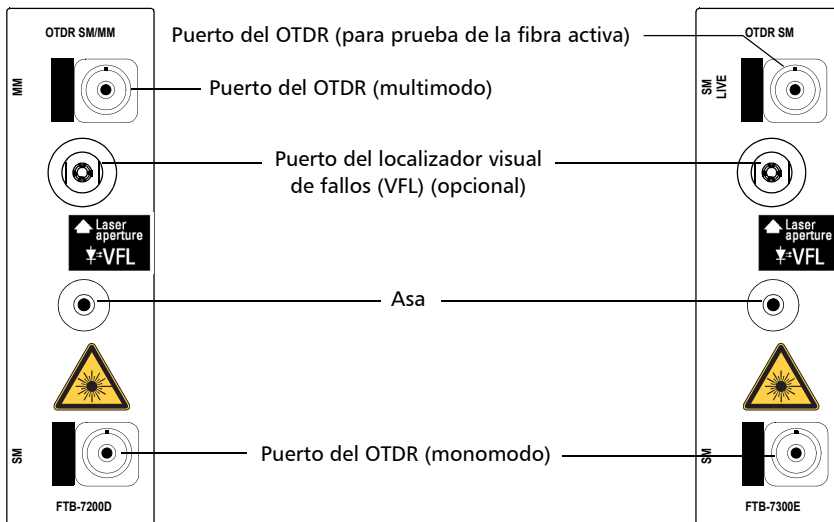 OTDR SM/MM
Puerto del OTDR (para prueba de la fibra activa)
OTDR SM
MM
Puerto del OTDR (multimodo)
SM
LIVE
Puerto del localizador visual
de fallos (VFL) (opcional)
Laser
aperture
VFL
Laser
aperture
VFL
Asa
SM
Puerto del OTDR (monomodo)
SM
FTB-7200D
FTB-7300E